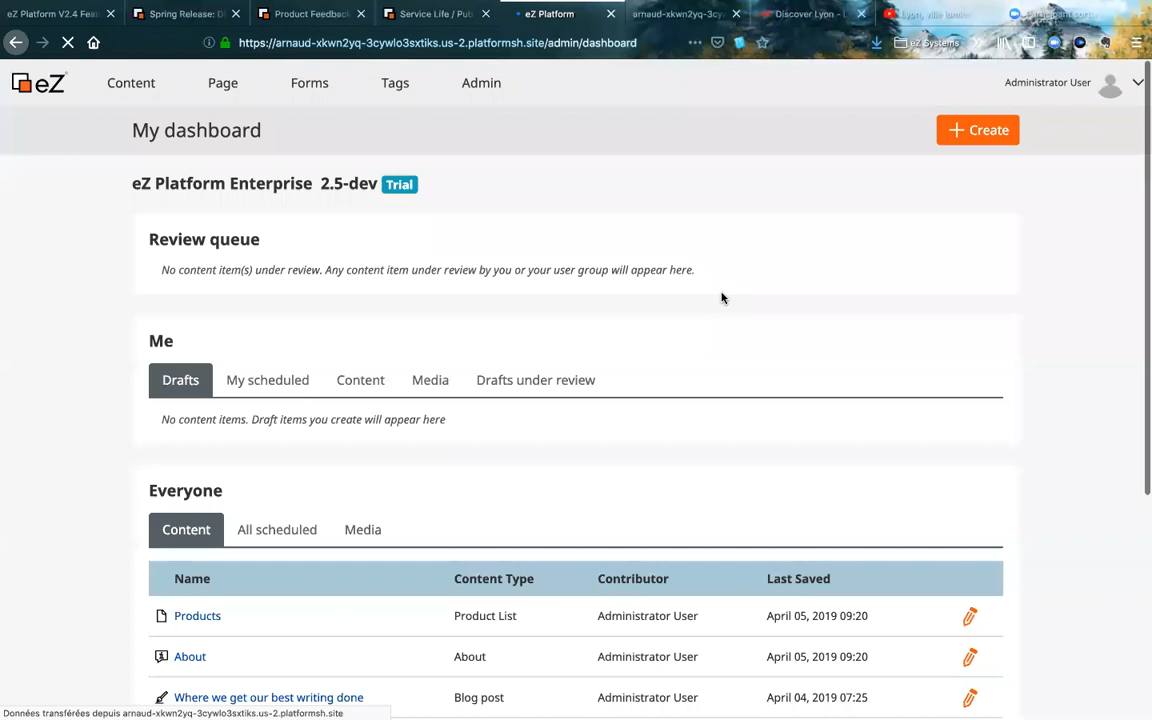 eZ Platform V2.4 Fea
Spring Release: D
Product Feedback
Service Life / Pub
eZ Platform
arnaud-xkwn2yq-3cyw
Discover Lyon -
Lyon, ville lumiè
https://arnaud-xkwn2yq-3cywlo3sxtiks.us-2.platformsh.site/admin/dashboard
eZ Systems
eZ
Content
Page
Forms
Tags
Admin
Administrator User
My dashboard
Create
eZ Platform Enterprise 2.5-dev Trial
Review queue
No content item(s) under review. Any content item under review by you or your user group will appear here.
Me
Drafts
My scheduled
Content
Media
Drafts under review
No content items. Draft items you create will appear here
Everyone
Content
All scheduled
Media
Name Content Type Contributor Last Saved
Products Product List Administrator User April 05, 2019 09:20
About About Administrator User April 05, 2019 09:20
Where we get our best writing done Blog post Administrator User April 04, 2019 07:25
Données transférées depuis arnaud-xkwn2yq-3cywlo3sxtiks.us-2.platformsh.site